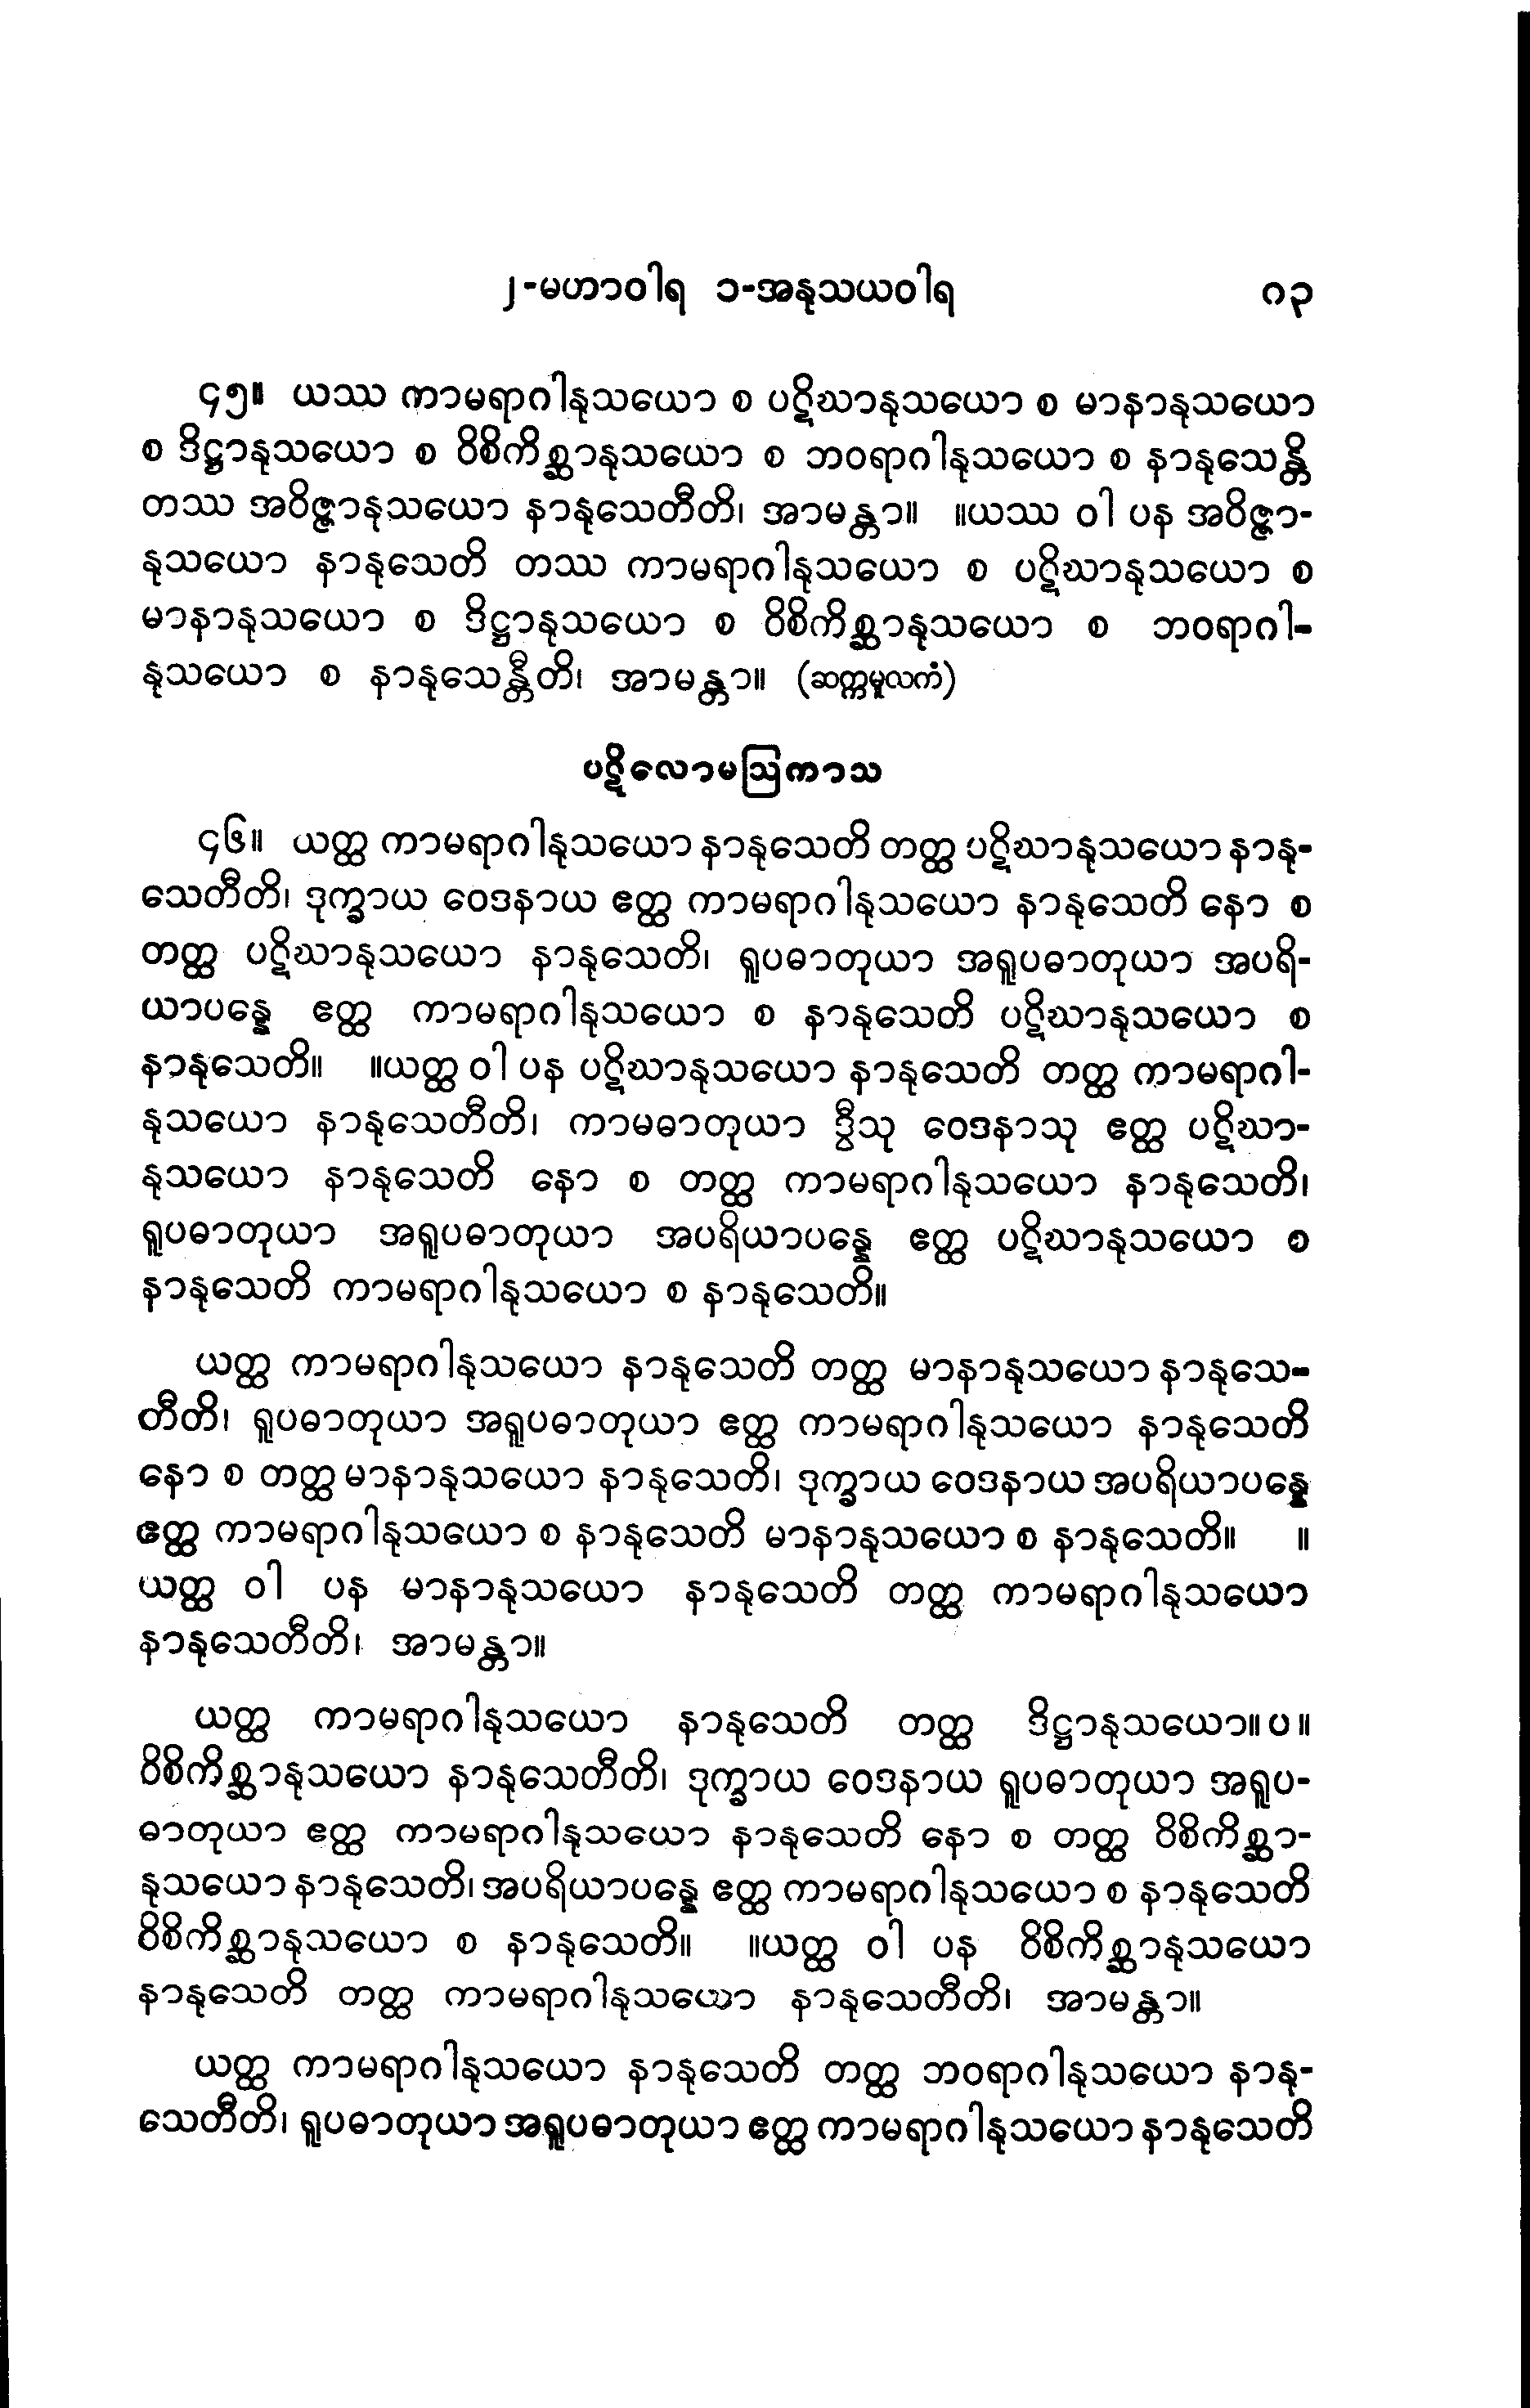 ၂-မဟာဝါရ ၁-အနုသယဝါရ ၈၃
၄၅။ ယဿ ကာမရာဂါနုသယော စ ပဋိဃာနုသယော စ မာနာနုသယော
စ ဒိဋ္ဌာနုသယော စ ဝိစိကိစ္ဆာနုသယော စ ဘဝရာဂါနုသယော စ နာနုသေန္တိ
တဿ အဝိဇ္ဇာနုသယော နာနုသေတီတိ၊ အာမန္တာ။ ။ယဿ ဝါ ပန အဝိဇ္ဇာ-
နုသယော နာနုသေတိ တဿ ကာမရာဂါနုသယော စ ပဋိဃာနုသယော စ
မာနာနုသယော စ ဒိဋ္ဌာနုသယော စ ဝိစိကိစ္ဆာနုသယော စ ဘဝရာဂါ-
နုသယော စ နာနုသေန္တီတိ၊ အာမန္တာ။ (ဆက္ကမူလကံ)
ပဋိလောမဩကာသ
၄၆။ ယတ္ထ ကာမရာဂါနုသယော နာနုသေတိ တတ္ထ ပဋိဃာနုသယော နာနု-
သေတီတိ၊ ဒုက္ခာယ ဝေဒနာယ ဧတ္ထ ကာမရာဂါနုသယော နာနုသေတိ နော စ
တတ္ထ ပဋိဃာနုသယော နာနုသေတိ၊ ရူပဓာတုယာ အရူပဓာတုယာ အပရိ-
ယာပန္နေ ဧတ္ထ ကာမရာဂါနုသယော စ နာနုသေတိ ပဋိဃာနုသယော စ
နာနုသေတိ။ ။ယတ္ထ ဝါ ပန ပဋိဃာနုသယော နာနုသေတိ တတ္ထ ကာမရာဂါ-
နုသယော နာနုသေတီတိ၊ ကာမဓာတုယာ ဒွီသု ဝေဒနာသု ဧတ္ထ ပဋိဃာ-
နုသယော နာနုသေတိ နော စ တတ္ထ ကာမရာဂါနုသယော နာနုသေတိ၊
ရူပဓာတုယာ အရူပဓာတုယာ အပရိယာပန္နေ ဧတ္ထ ပဋိဃာနုသယော စ
နာနုသေတိ ကာမရာဂါနုသယော စ နာနုသေတိ။
ယတ္ထ ကာမရာဂါနုသယော နာနုသေတိ တတ္ထ မာနာနုသယော နာနုသေ-
တီတိ၊ ရူပဓာတုယာ အရူပဓာတုယာ ဧတ္ထ ကာမရာဂါနုသယော နာနုသေတိ
နော စ တတ္ထ မာနာနုသယော နာနုသေတိ၊ ဒုက္ခာယ ဝေဒနာယ အပရိယာပန္နေ
ဧတ္ထ ကာမရာဂါနုသယော စ နာနုသေတိ မာနာနုသယော စ နာနုသေတိ။ ။
ယတ္ထ ဝါ ပန မာနာနုသယော နာနုသေတိ တတ္ထ ကာမရာဂါနုသယော
နာနုသေတီတိ၊ အာမန္တာ။
ယတ္ထ ကာမရာဂါနုသယော နာနုသေတိ တတ္ထ ဒိဋ္ဌာနုသယော။ပ။
ဝိစိကိစ္ဆာနုသယော နာနုသေတီတိ၊ ဒုက္ခာယ ဝေဒနာယ ရူပဓာတုယာ အရူပ-
ဓာတုယာ ဧတ္ထ ကာမရာဂါနုသယော နာနုသေတိ နော စ တတ္ထ ဝိစိကိစ္ဆာ-
နုသယော နာနုသေတိ၊ အပရိယာပန္နေ ဧတ္ထ ကာမရာဂါနုသယော စ နာနုသေတိ
ဝိစိကိစ္ဆာနုသယော စ နာနုသေတိ။ ။ယတ္ထ ဝါ ပန ဝိစိကိစ္ဆာနုသယော
နာနုသေတိ တတ္ထ ကာမရာဂါနုသယော နာနုသေတီတိ၊ အာမန္တာ။
ယတ္ထ ကာမရာဂါနုသယော နာနုသေတိ တတ္ထ ဘဝရာဂါနုသယော နာနု-
သေတီတိ၊ ရူပဓာတုယာ အရူပဓာတုယာ ဧတ္ထ ကာမရာဂါနုသယော နာနုသေတိ